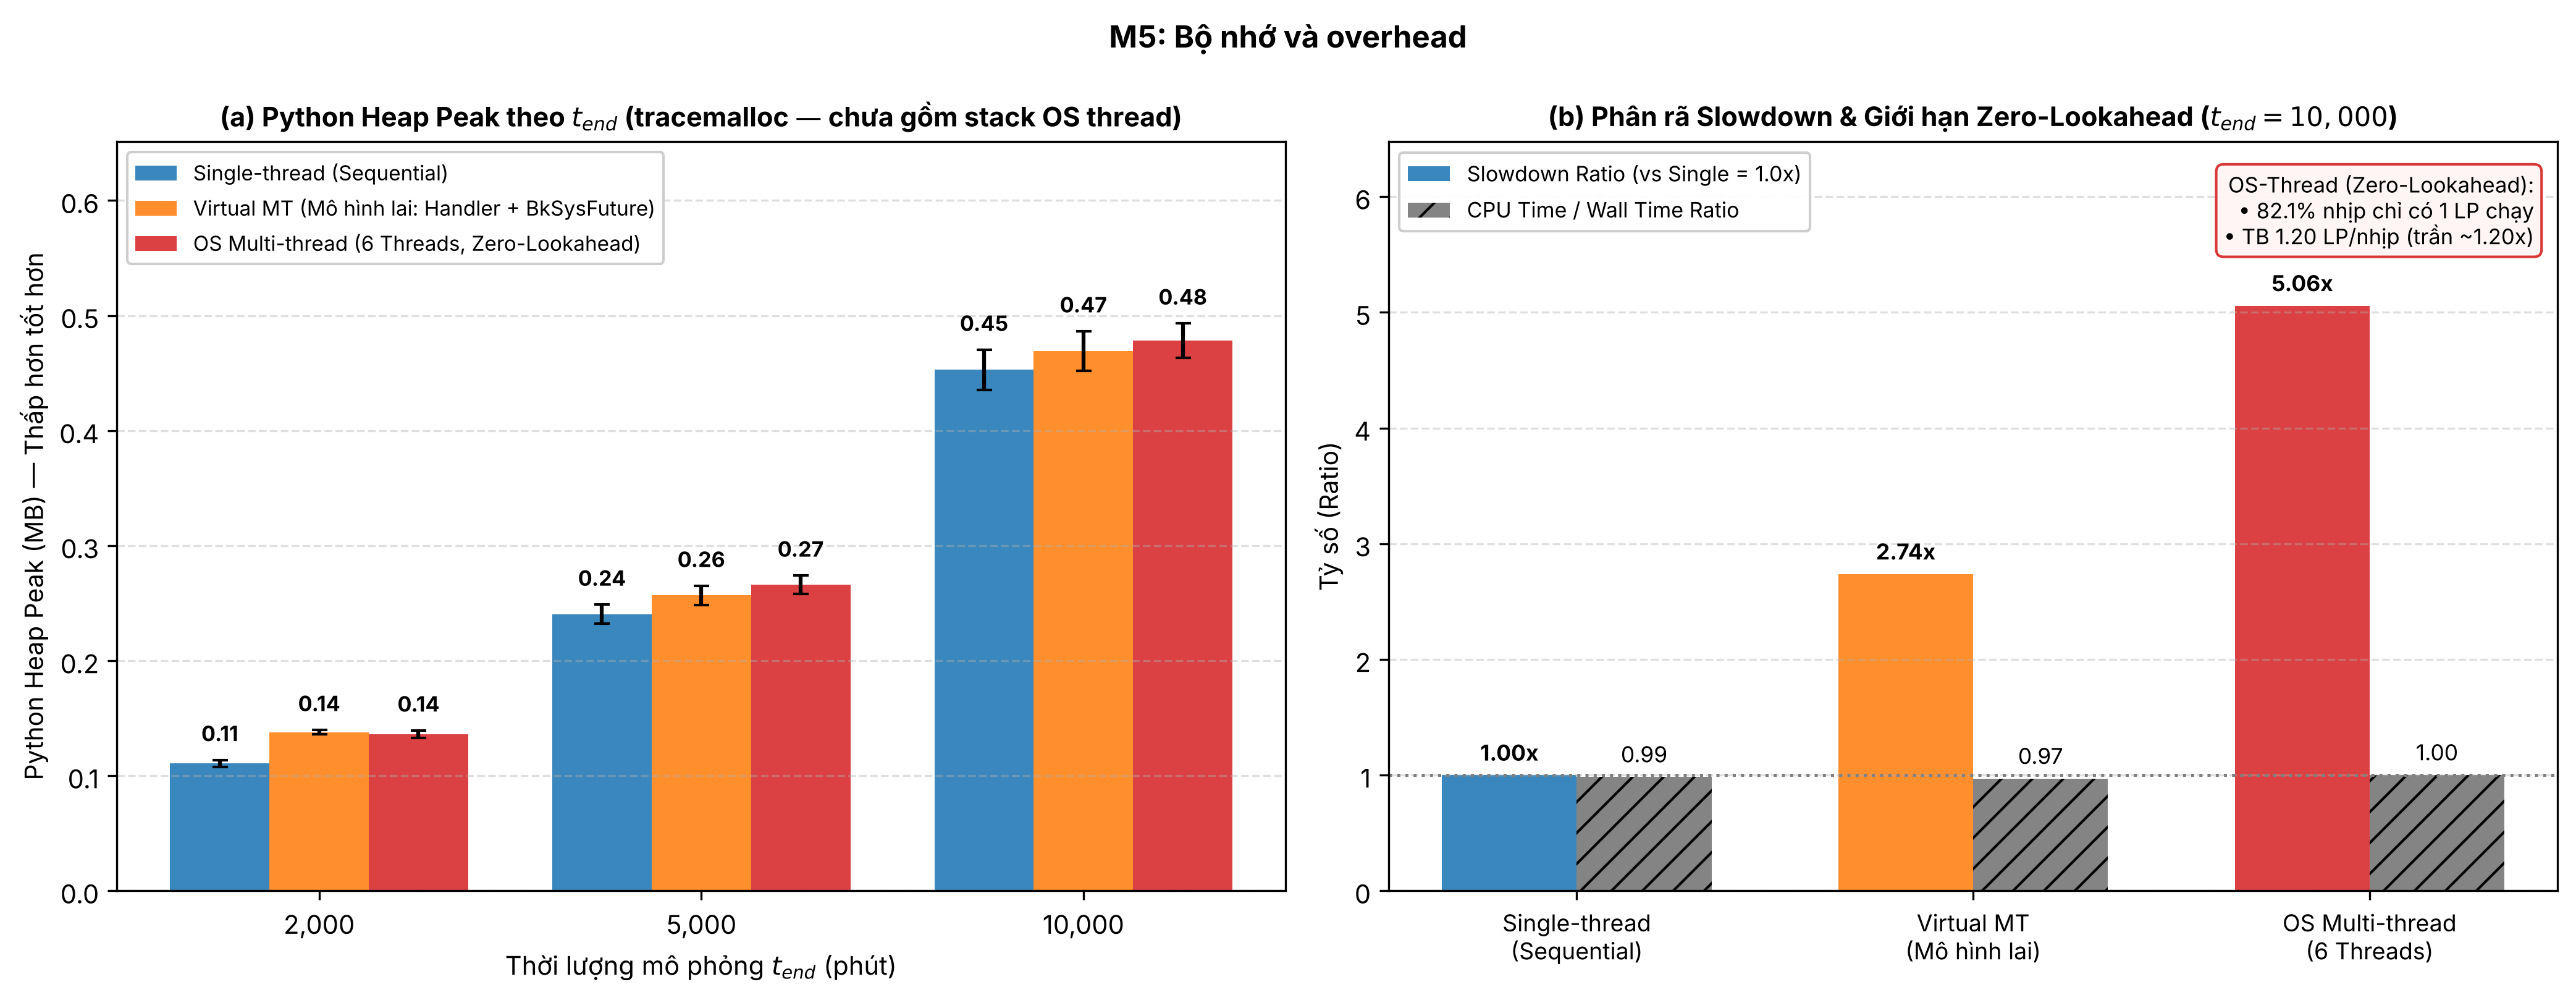 M5: Bộ nhớ và overhead
(a) Python Heap Peak theo t_end (tracemalloc — chưa gồm stack OS thread)
Python Heap Peak (MB) — Thấp hơn tốt hơn
Single-thread (Sequential)
Virtual MT (Mô hình lai: Handler + BkSysFuture)
OS Multi-thread (6 Threads, Zero-Lookahead)
0.6
0.5
0.4
0.3
0.2
0.1
0.0
0.11
0.14
0.14
0.24
0.26
0.27
0.45
0.47
0.48
2,000
5,000
10,000
Thời lượng mô phỏng t_end (phút)
(b) Phân rã Slowdown & Giới hạn Zero-Lookahead (t_end = 10, 000)
Tỷ số (Ratio)
Slowdown Ratio (vs Single = 1.0x)
CPU Time / Wall Time Ratio
OS-Thread (Zero-Lookahead):
• 82.1% nhịp chỉ có 1 LP chạy
• TB 1.20 LP/nhịp (trần ~1.20x)
6
5
4
3
2
1
0
1.00x
0.99
2.74x
0.97
5.06x
1.00
Single-thread
(Sequential)
Virtual MT
(Mô hình lai)
OS Multi-thread
(6 Threads)